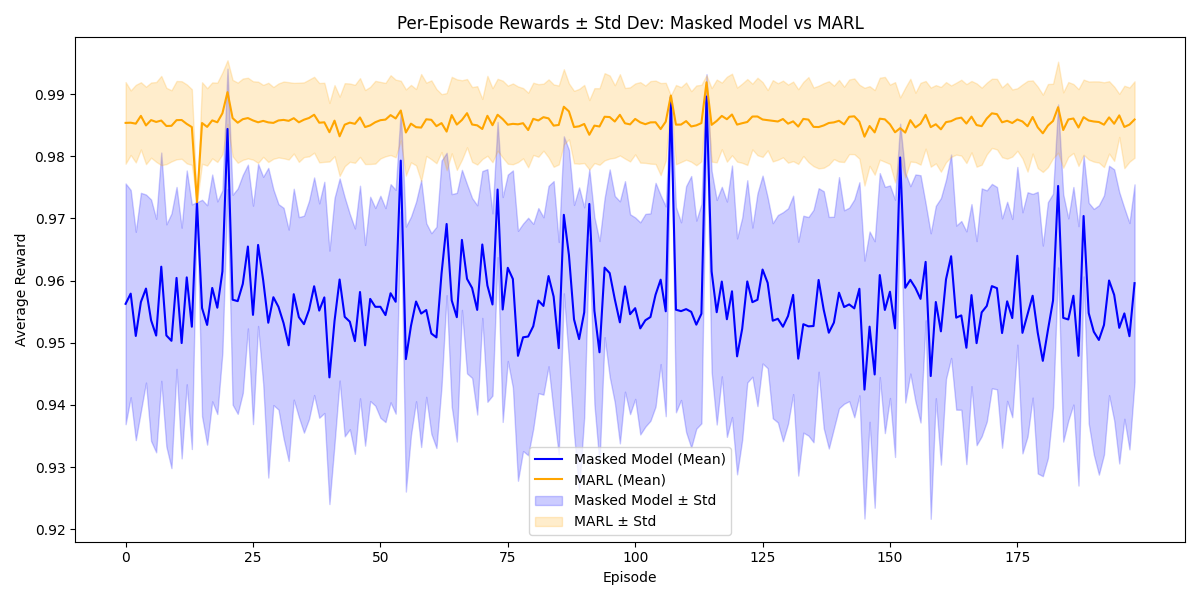 Per-Episode Rewards ± Std Dev: Masked Model vs MARL
Average Reward
0.99
0.98
0.97
0.96
0.95
0.94
0.93
0.92
Masked Model (Mean)
MARL (Mean)
Masked Model ± Std
MARL ± Std
0
25
50
75
100
125
150
175
Episode